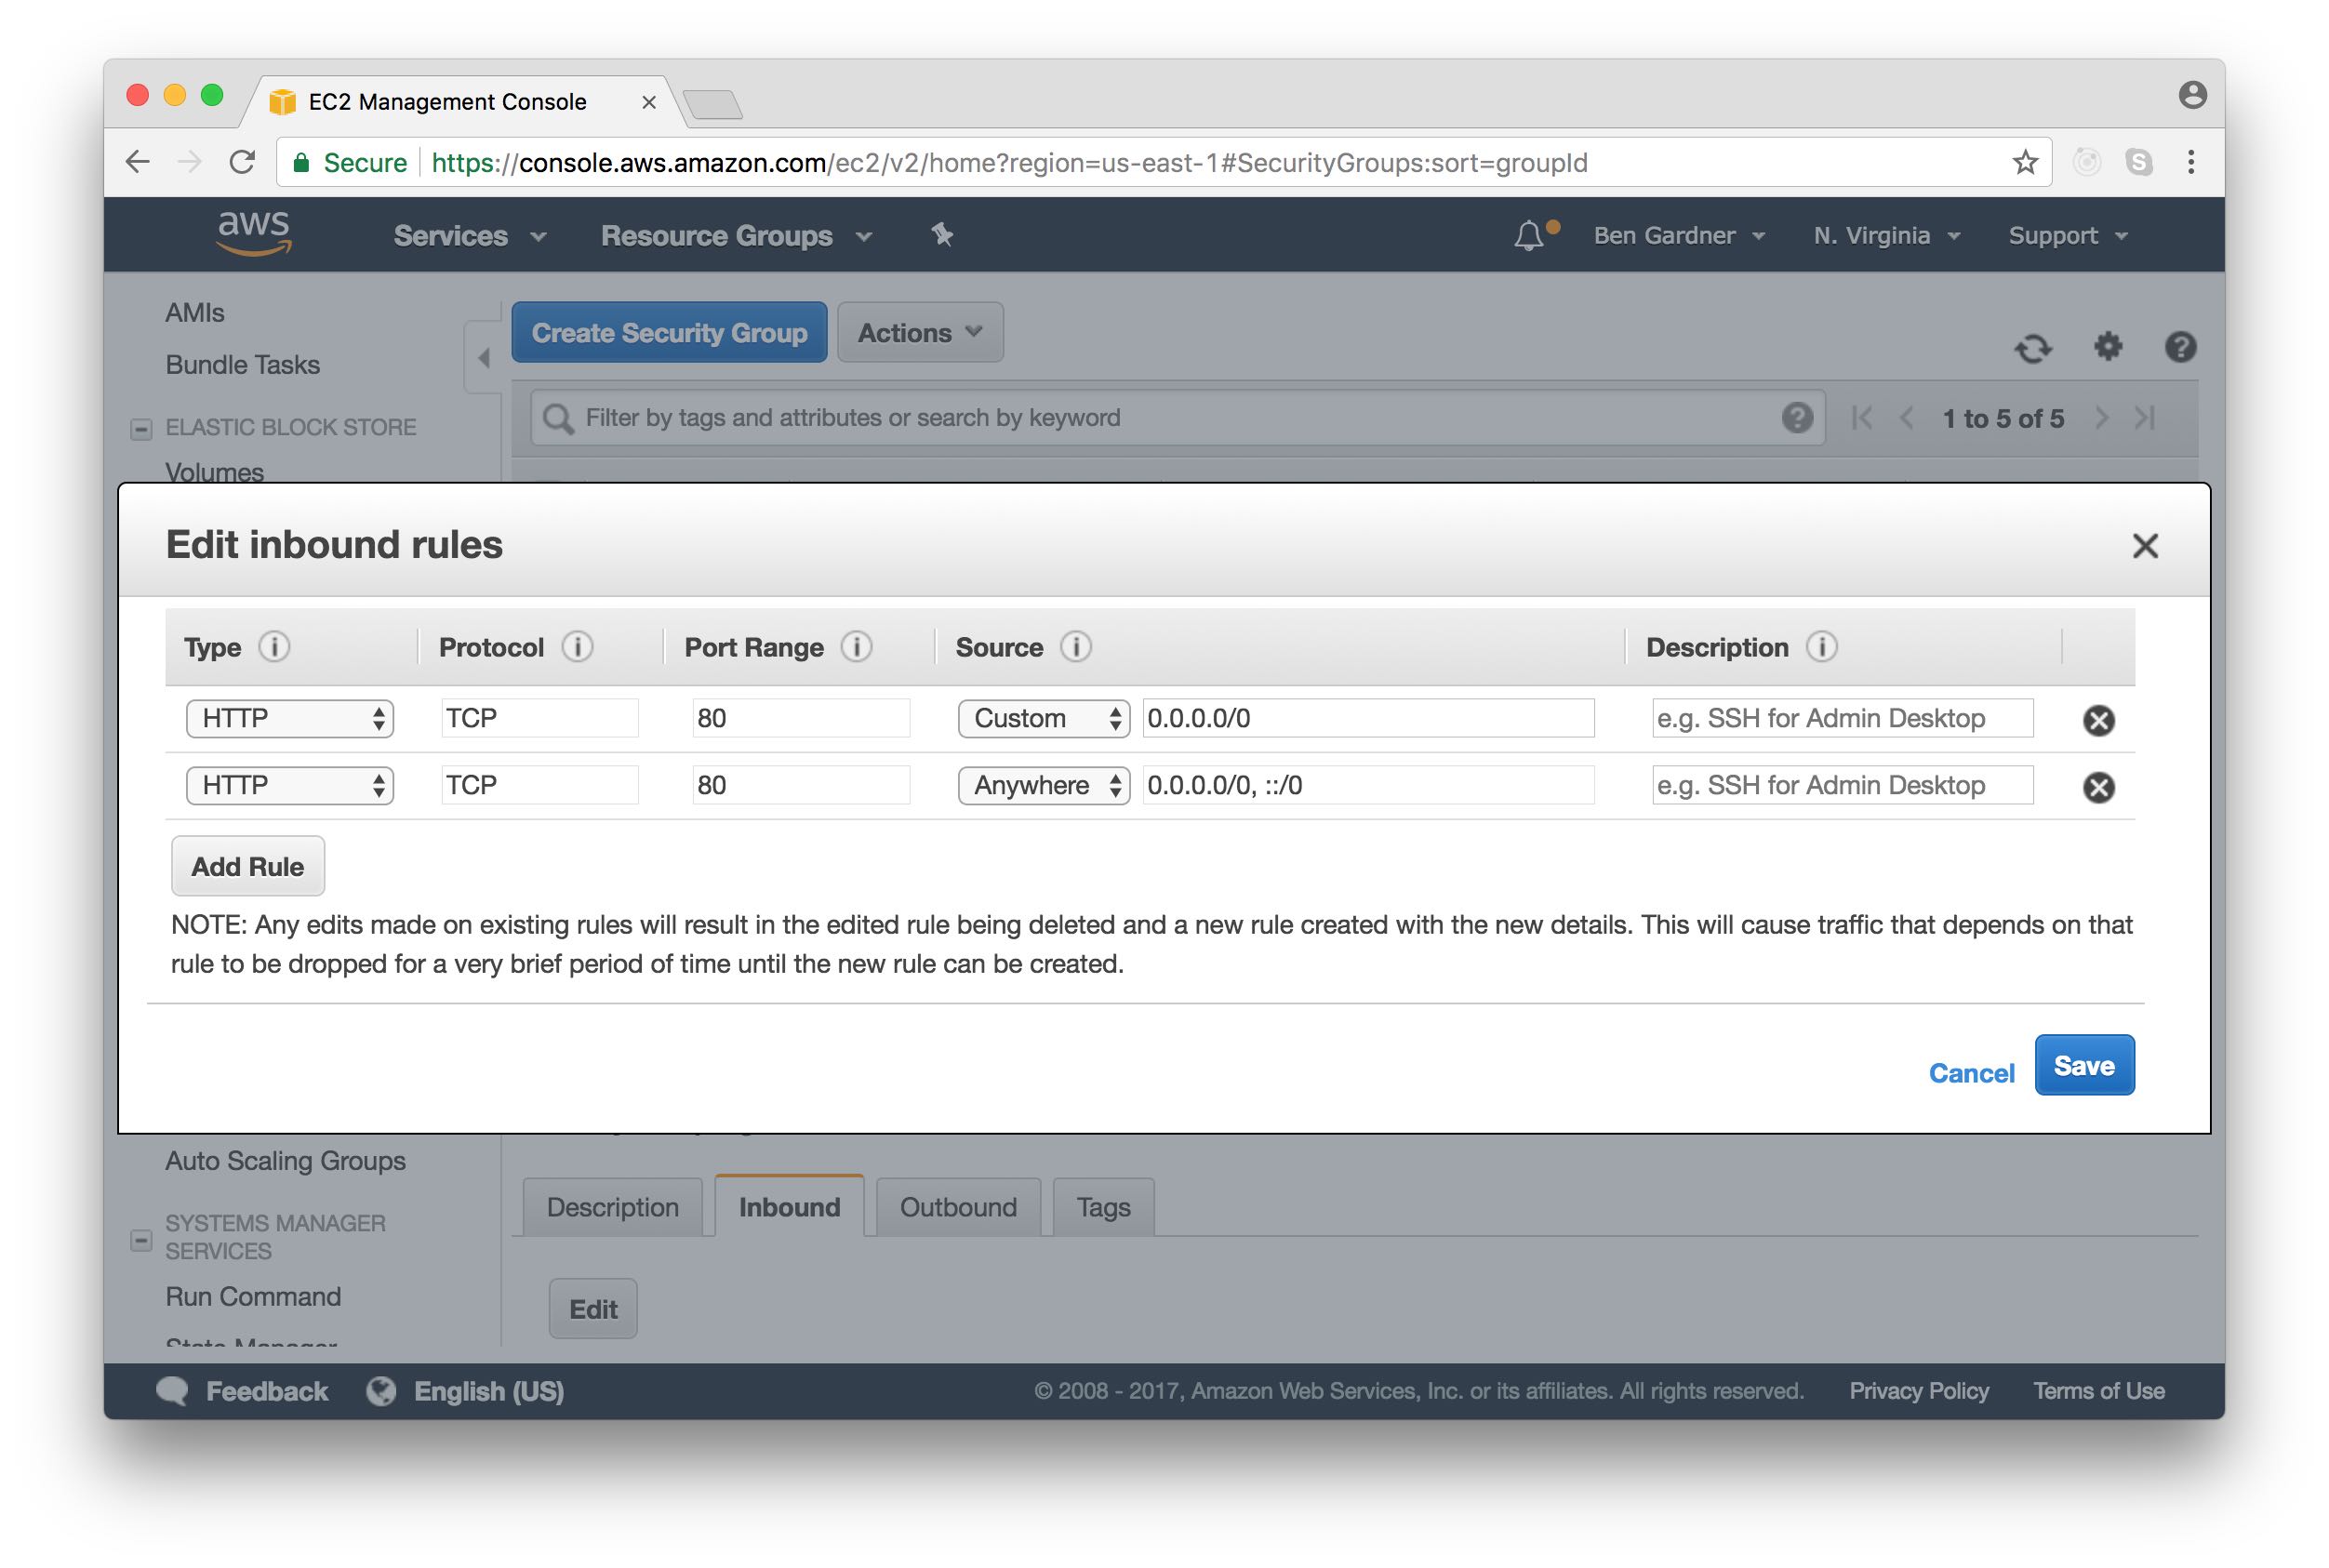 EC2 Management Console
Secure https://console.aws.amazon.com/ec2/v2/home?region=us-east-1#SecurityGroups:sort=groupId
aws Services Resource Groups Ben Gardner N. Virginia Support
AMIs
Bundle Tasks
ELASTIC BLOCK STORE
Volumes
Create Security Group Actions
Filter by tags and attributes or search by keyword 1 to 5 of 5
Edit inbound rules
Type Protocol Port Range Source Description
HTTP TCP 80 Custom 0.0.0.0/0 e.g. SSH for Admin Desktop
HTTP TCP 80 Anywhere 0.0.0.0/0, ::/0 e.g. SSH for Admin Desktop
Add Rule
NOTE: Any edits made on existing rules will result in the edited rule being deleted and a new rule created with the new details. This will cause traffic that depends on that
rule to be dropped for a very brief period of time until the new rule can be created.
Cancel Save
Auto Scaling Groups
SYSTEMS MANAGER
SERVICES
Run Command
State Manager
Description Inbound Outbound Tags
Edit
Feedback English (US) © 2008 - 2017, Amazon Web Services, Inc. or its affiliates. All rights reserved. Privacy Policy Terms of Use